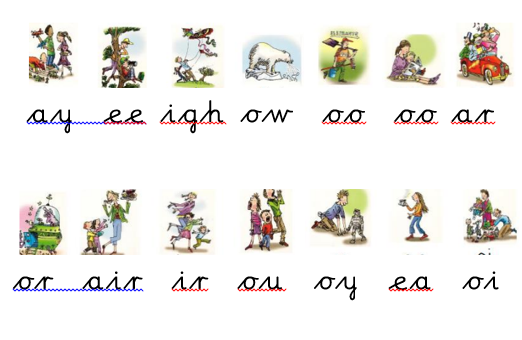 ay ee igh ow oo oo ar
or air ir ou oy ea oi